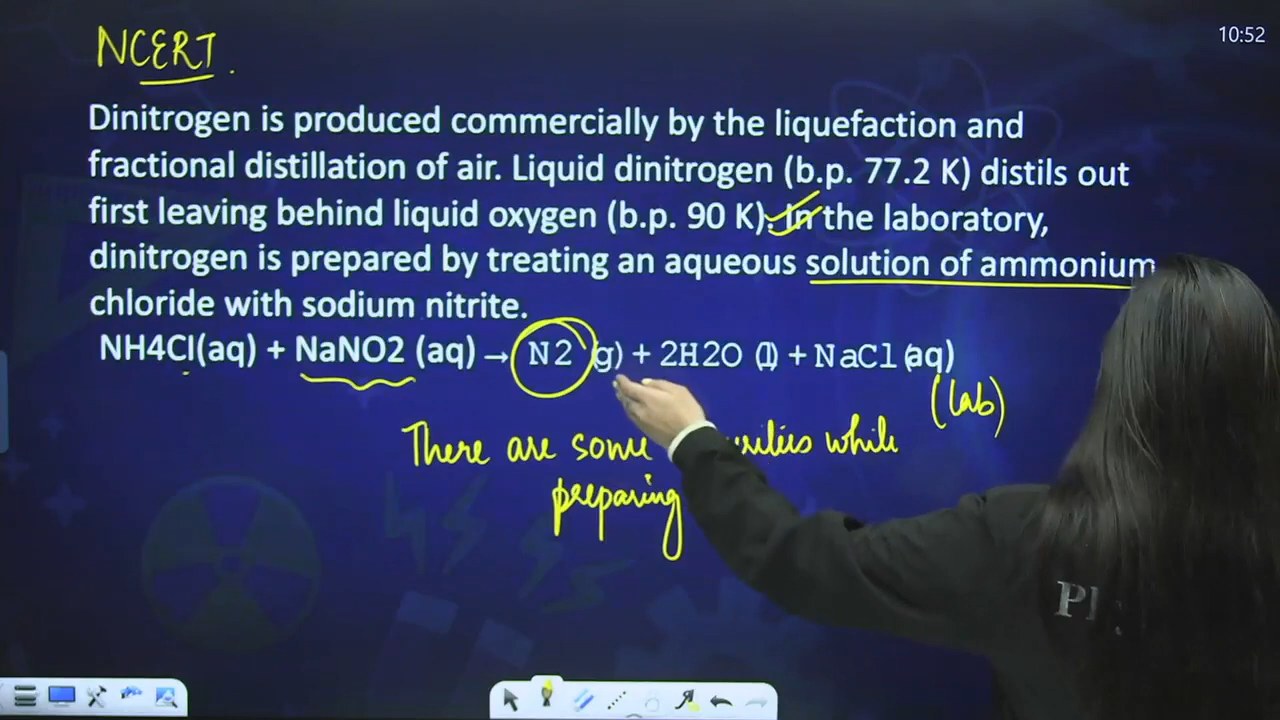 10:52
NCERT.
Dinitrogen is produced commercially by the liquefaction and
fractional distillation of air. Liquid dinitrogen (b.p. 77.2 K) distils out
first leaving behind liquid oxygen (b.p. 90 K). In the laboratory,
dinitrogen is prepared by treating an aqueous solution of ammonium
chloride with sodium nitrite.
NH4Cl(aq) + NaNO2 (aq) → N2 (g) + 2H2O (l) + NaCl (aq)
(lab)
There are some while
preparing